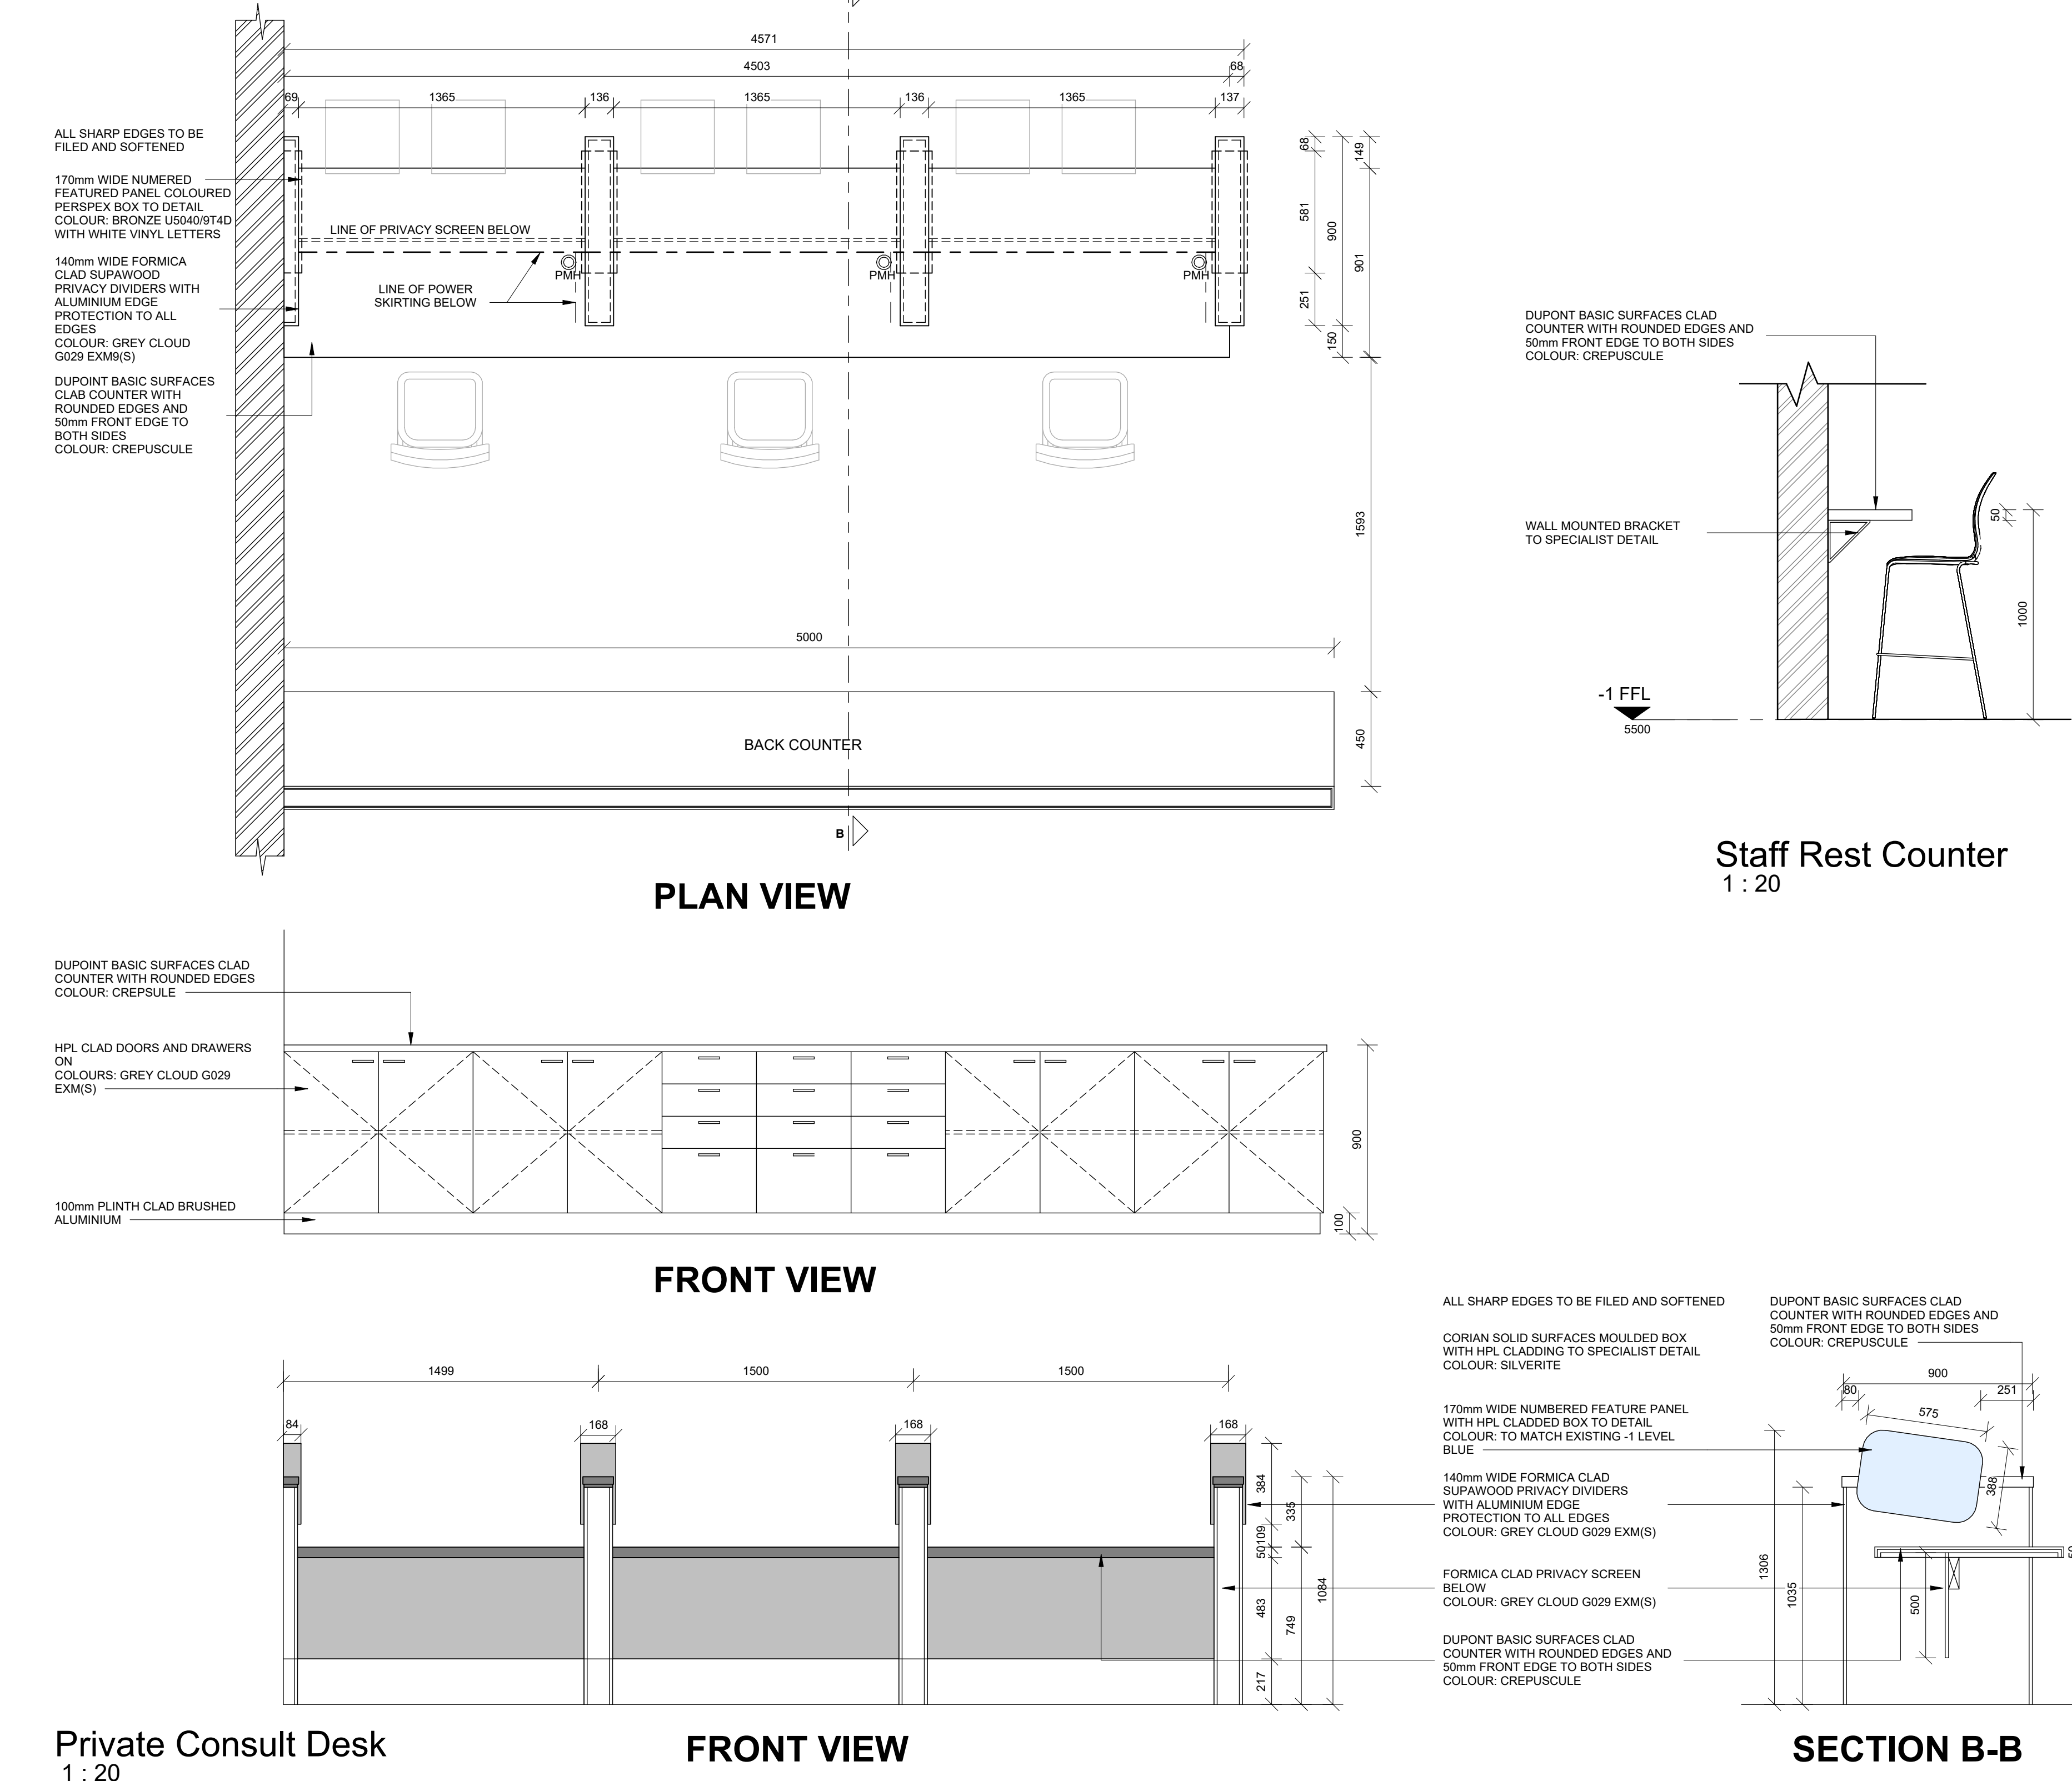 4571
4503
68
69
1365
136
1365
136
1365
137
ALL SHARP EDGES TO BE
FILED AND SOFTENED
170mm WIDE NUMERED
FEATURED PANEL COLOURED
PERSPEX BOX TO DETAIL
COLOUR: BRONZE U5040/9T4D
WITH WHITE VINYL LETTERS
140mm WIDE FORMICA
CLAD SUPAWOOD
PRIVACY DIVIDERS WITH
ALUMINIUM EDGE
PROTECTION TO ALL
EDGES
COLOUR: GREY CLOUD
G029 EXM9(S)
DUPOINT BASIC SURFACES
CLAB COUNTER WITH
ROUNDED EDGES AND
50mm FRONT EDGE TO
BOTH SIDES
COLOUR: CREPUSCULE
LINE OF PRIVACY SCREEN BELOW
PMH
PMH
PMH
LINE OF POWER
SKIRTING BELOW
68
149
581
900
901
251
150
1593
5000
BACK COUNTER
450
B
PLAN VIEW
DUPONT BASIC SURFACES CLAD
COUNTER WITH ROUNDED EDGES AND
50mm FRONT EDGE TO BOTH SIDES
COLOUR: CREPUSCULE
WALL MOUNTED BRACKET
TO SPECIALIST DETAIL
50
1000
-1 FFL
5500
Staff Rest Counter
1 : 20
DUPOINT BASIC SURFACES CLAD
COUNTER WITH ROUNDED EDGES
COLOUR: CREPSULE
HPL CLAD DOORS AND DRAWERS
ON
COLOURS: GREY CLOUD G029
EXM(S)
100mm PLINTH CLAD BRUSHED
ALUMINIUM
900
100
FRONT VIEW
1499
1500
1500
84
168
168
168
384
335
109
50
1084
483
749
217
FRONT VIEW
Private Consult Desk
1 : 20
ALL SHARP EDGES TO BE FILED AND SOFTENED
CORIAN SOLID SURFACES MOULDED BOX
WITH HPL CLADDING TO SPECIALIST DETAIL
COLOUR: SILVERITE
170mm WIDE NUMBERED FEATURE PANEL
WITH HPL CLADDED BOX TO DETAIL
COLOUR: TO MATCH EXISTING -1 LEVEL
BLUE
140mm WIDE FORMICA CLAD
SUPAWOOD PRIVACY DIVIDERS
WITH ALUMINIUM EDGE
PROTECTION TO ALL EDGES
COLOUR: GREY CLOUD G029 EXM(S)
FORMICA CLAD PRIVACY SCREEN
BELOW
COLOUR: GREY CLOUD G029 EXM(S)
DUPONT BASIC SURFACES CLAD
COUNTER WITH ROUNDED EDGES AND
50mm FRONT EDGE TO BOTH SIDES
COLOUR: CREPUSCULE
DUPONT BASIC SURFACES CLAD
COUNTER WITH ROUNDED EDGES AND
50mm FRONT EDGE TO BOTH SIDES
COLOUR: CREPUSCULE
900
80
251
575
388
1306
1035
500
SECTION B-B